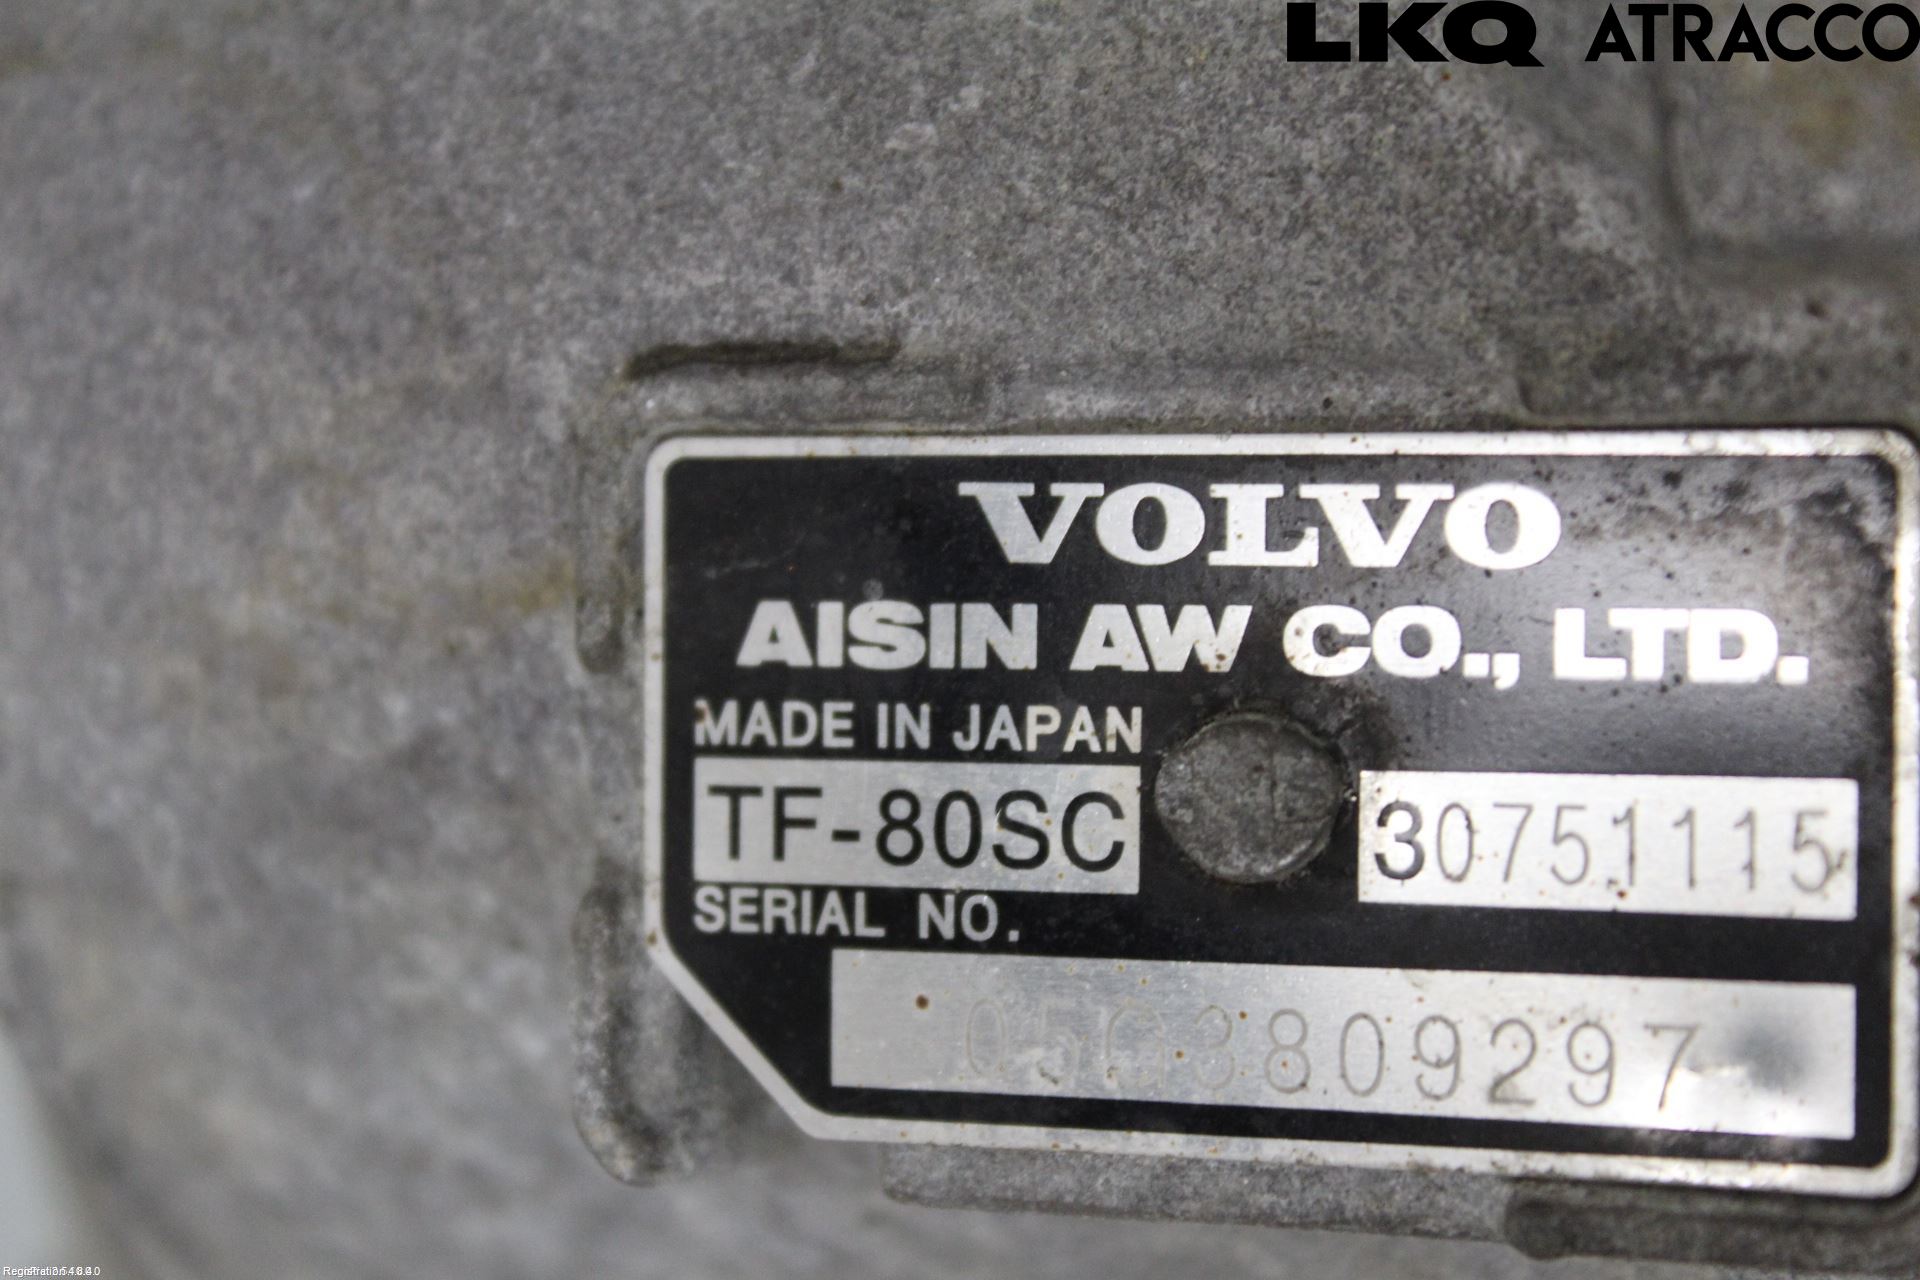 LKQ ATRACCO
VOLVO
AISIN AW CO., LTD.
MADE IN JAPAN
TF-80SC 30751115
SERIAL NO.
05G3809297